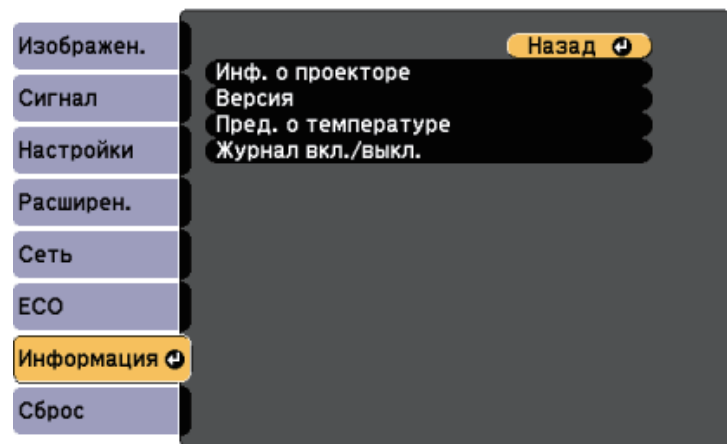 Изображен.
Сигнал
Настройки
Расширен.
Сеть
ECO
Информация
Сброс
Назад
Инф. о проекторе
Версия
Пред. о температуре
Журнал вкл./выкл.